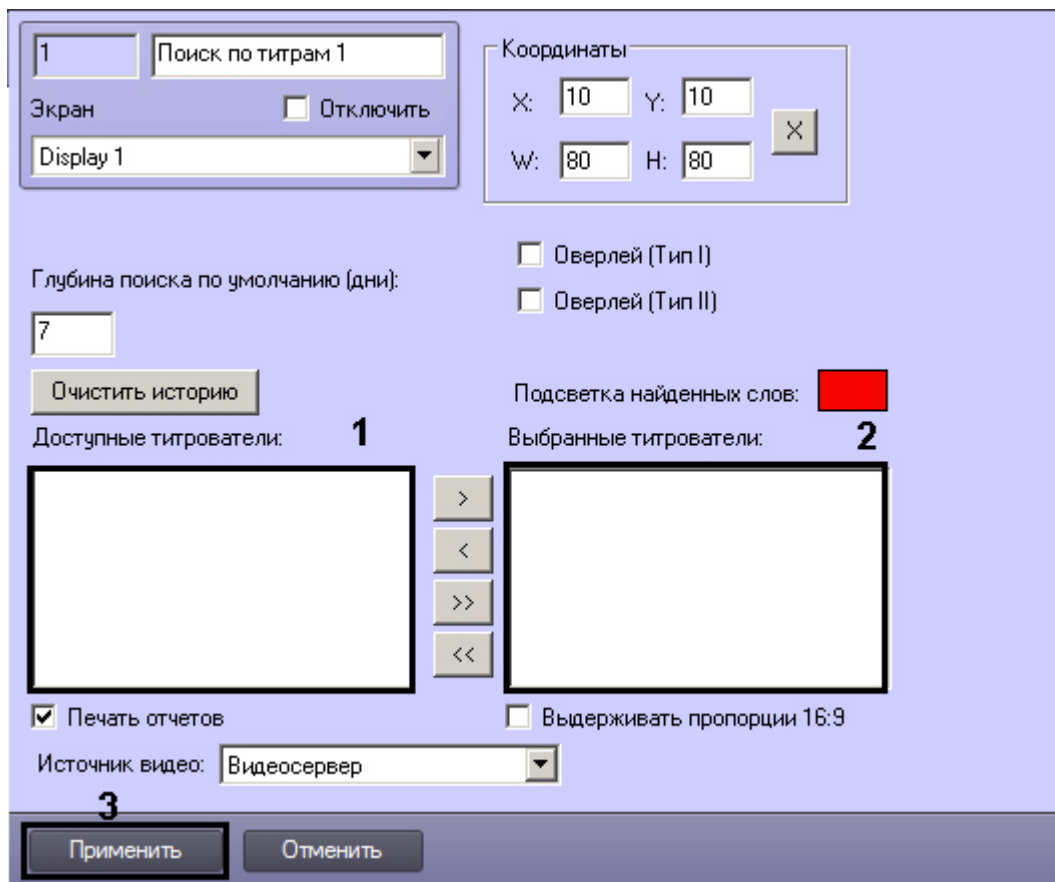 1 Поиск по титрам 1
Экран Отключить
Display 1
Координаты
X: 10 Y: 10 X
W: 80 H: 80
Оверлей (Тип I)
Глубина поиска по умолчанию (дни):
Оверлей (Тип II)
7
Очистить историю Подсветка найденных слов:
Доступные титрователи: 1 Выбранные титрователи: 2
>
<
>>
<<
Печать отчетов Выдерживать пропорции 16:9
Источник видео: Видеосервер
3
Применить Отменить